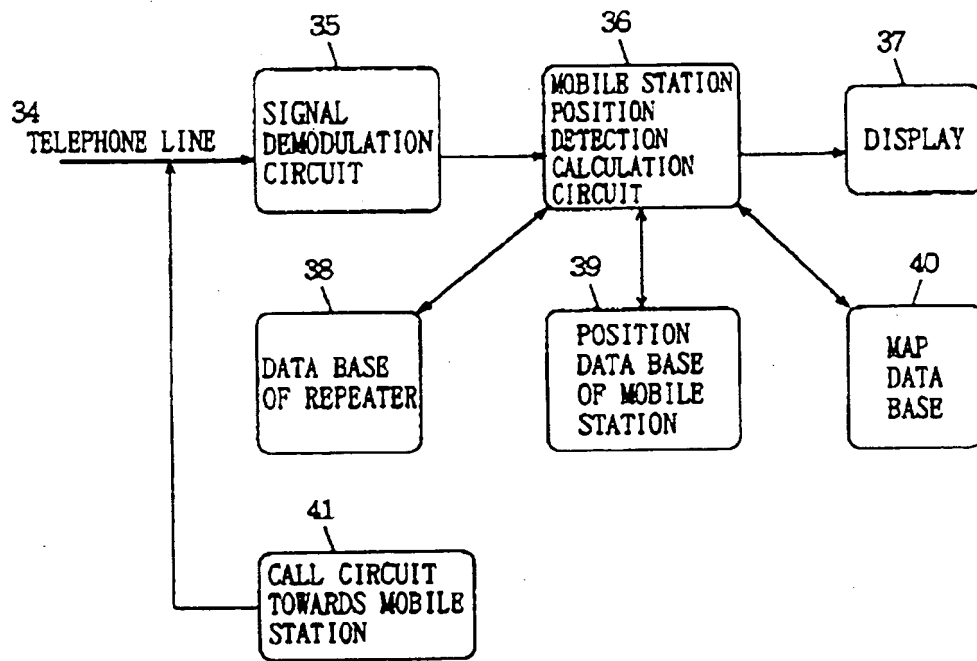 35
36
37
34
TELEPHONE LINE
SIGNAL
DEMODULATION
CIRCUIT
MOBILE STATION
POSITION
DETECTION
CALCULATION
CIRCUIT
DISPLAY
38
39
40
DATA BASE
OF REPEATER
POSITION
DATA BASE
OF MOBILE
STATION
MAP
DATA
BASE
41
CALL CIRCUIT
TOWARDS MOBILE
STATION